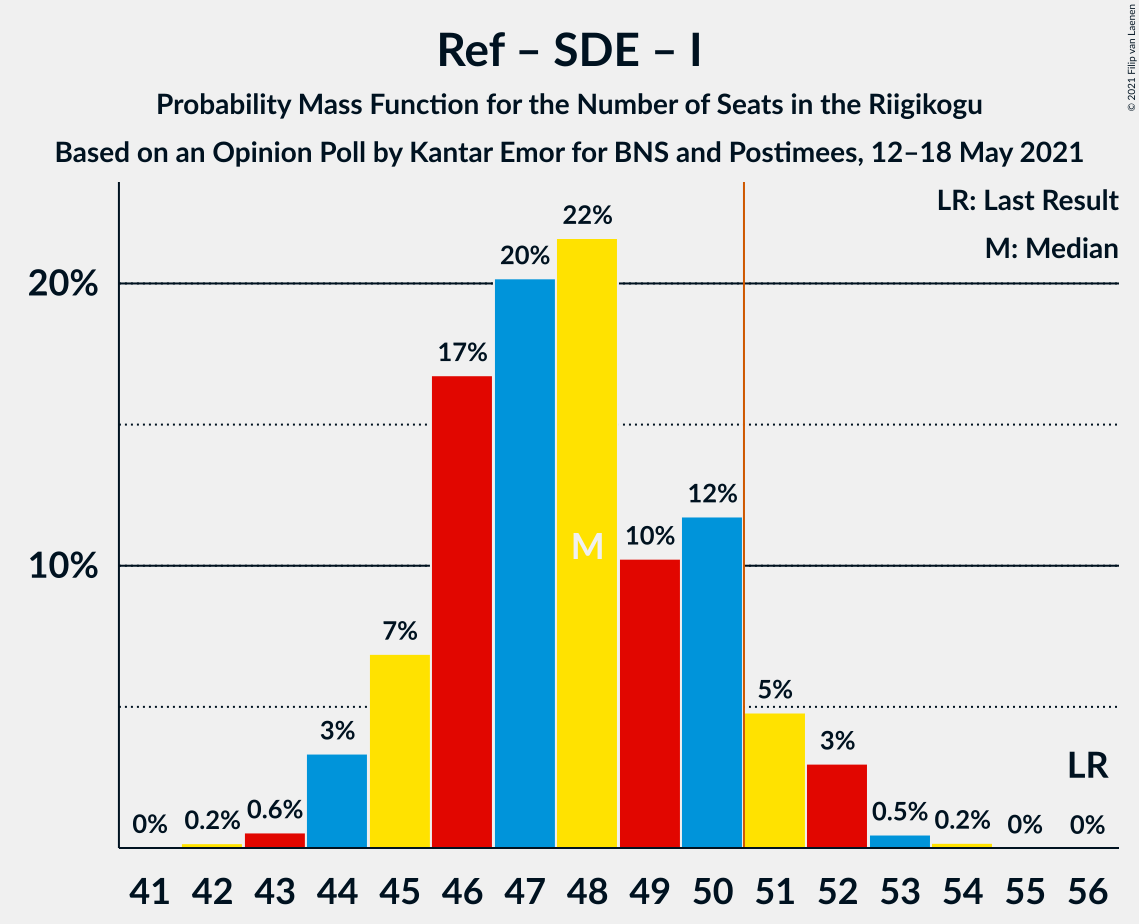 Ref – SDE – I
Probability Mass Function for the Number of Seats in the Riigikogu
Based on an Opinion Poll by Kantar Emor for BNS and Postimees, 12–18 May 2021
© 2021 Filip van Laenen
LR: Last Result
M: Median
20%
10%
0% 0.2% 0.6% 3% 7% 17% 20% 22% 10% 12% 5% 3% 0.5% 0.2% 0% 0%
M
LR
41 42 43 44 45 46 47 48 49 50 51 52 53 54 55 56